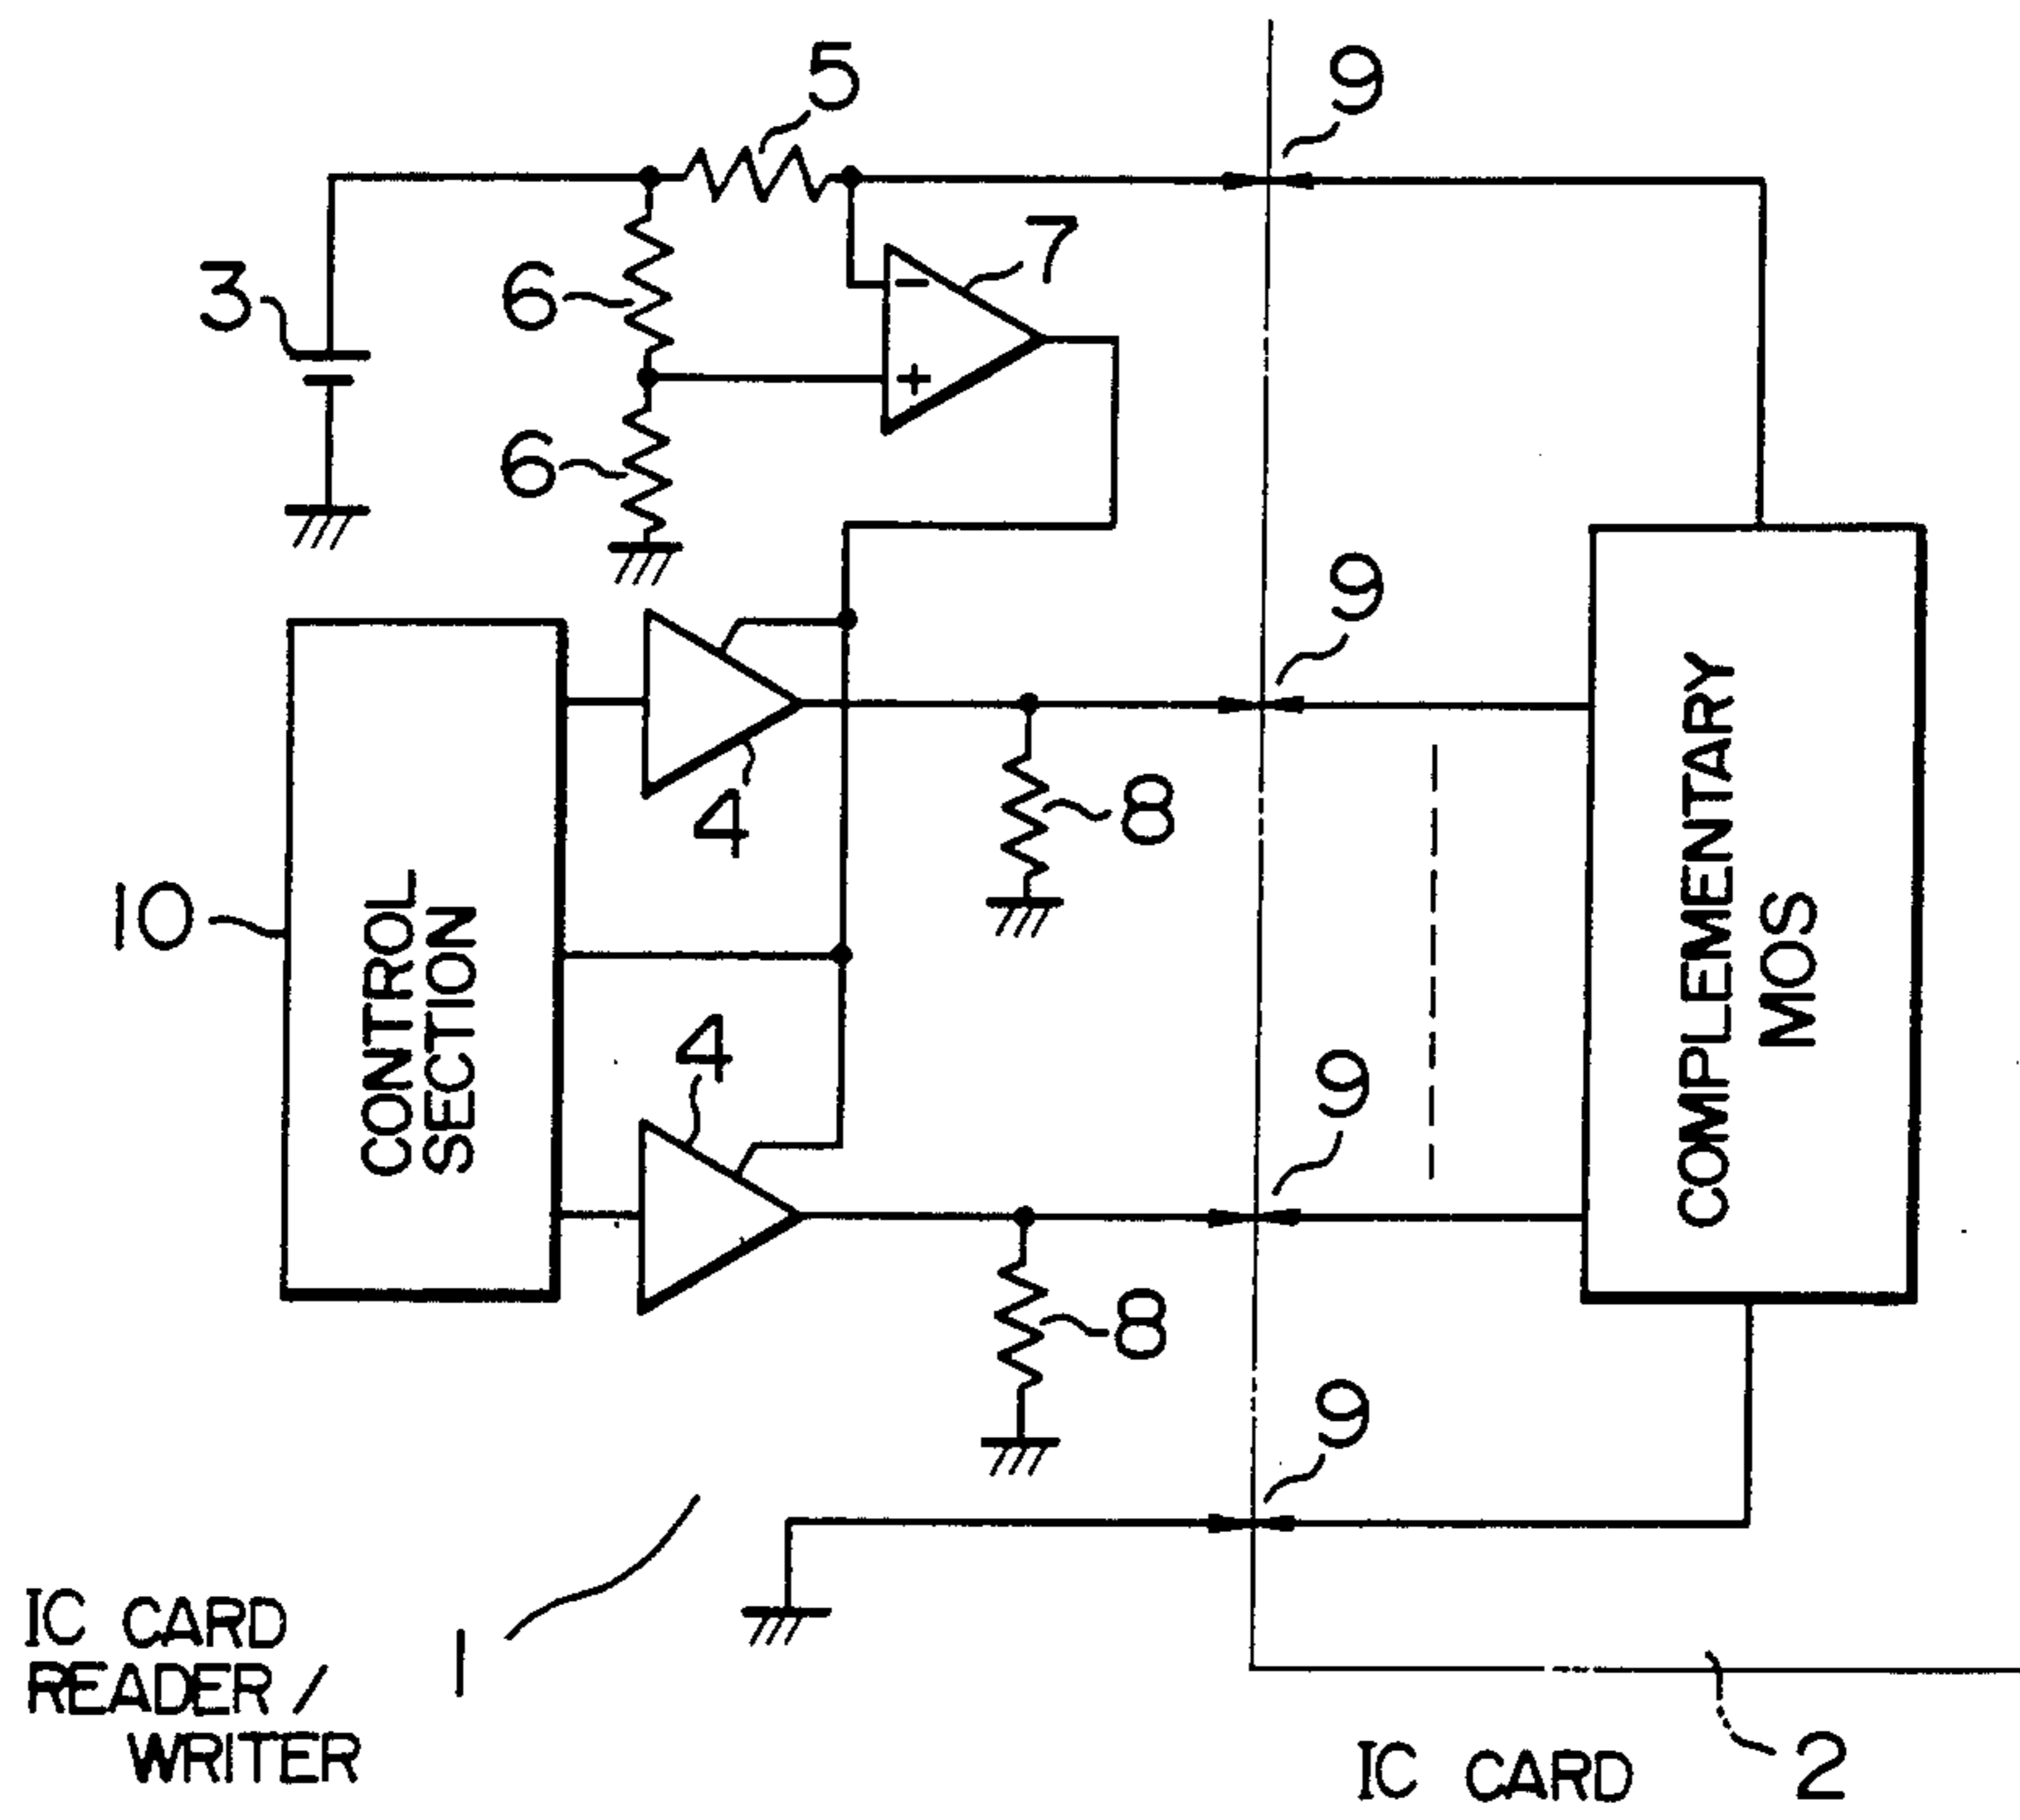 5
9
7
3
6
−
+
6
9
4
8
10
CONTROL
SECTION
COMPLEMENTARY
MOS
4
9
8
9
IC CARD
READER /
WRITER
1
IC CARD
2